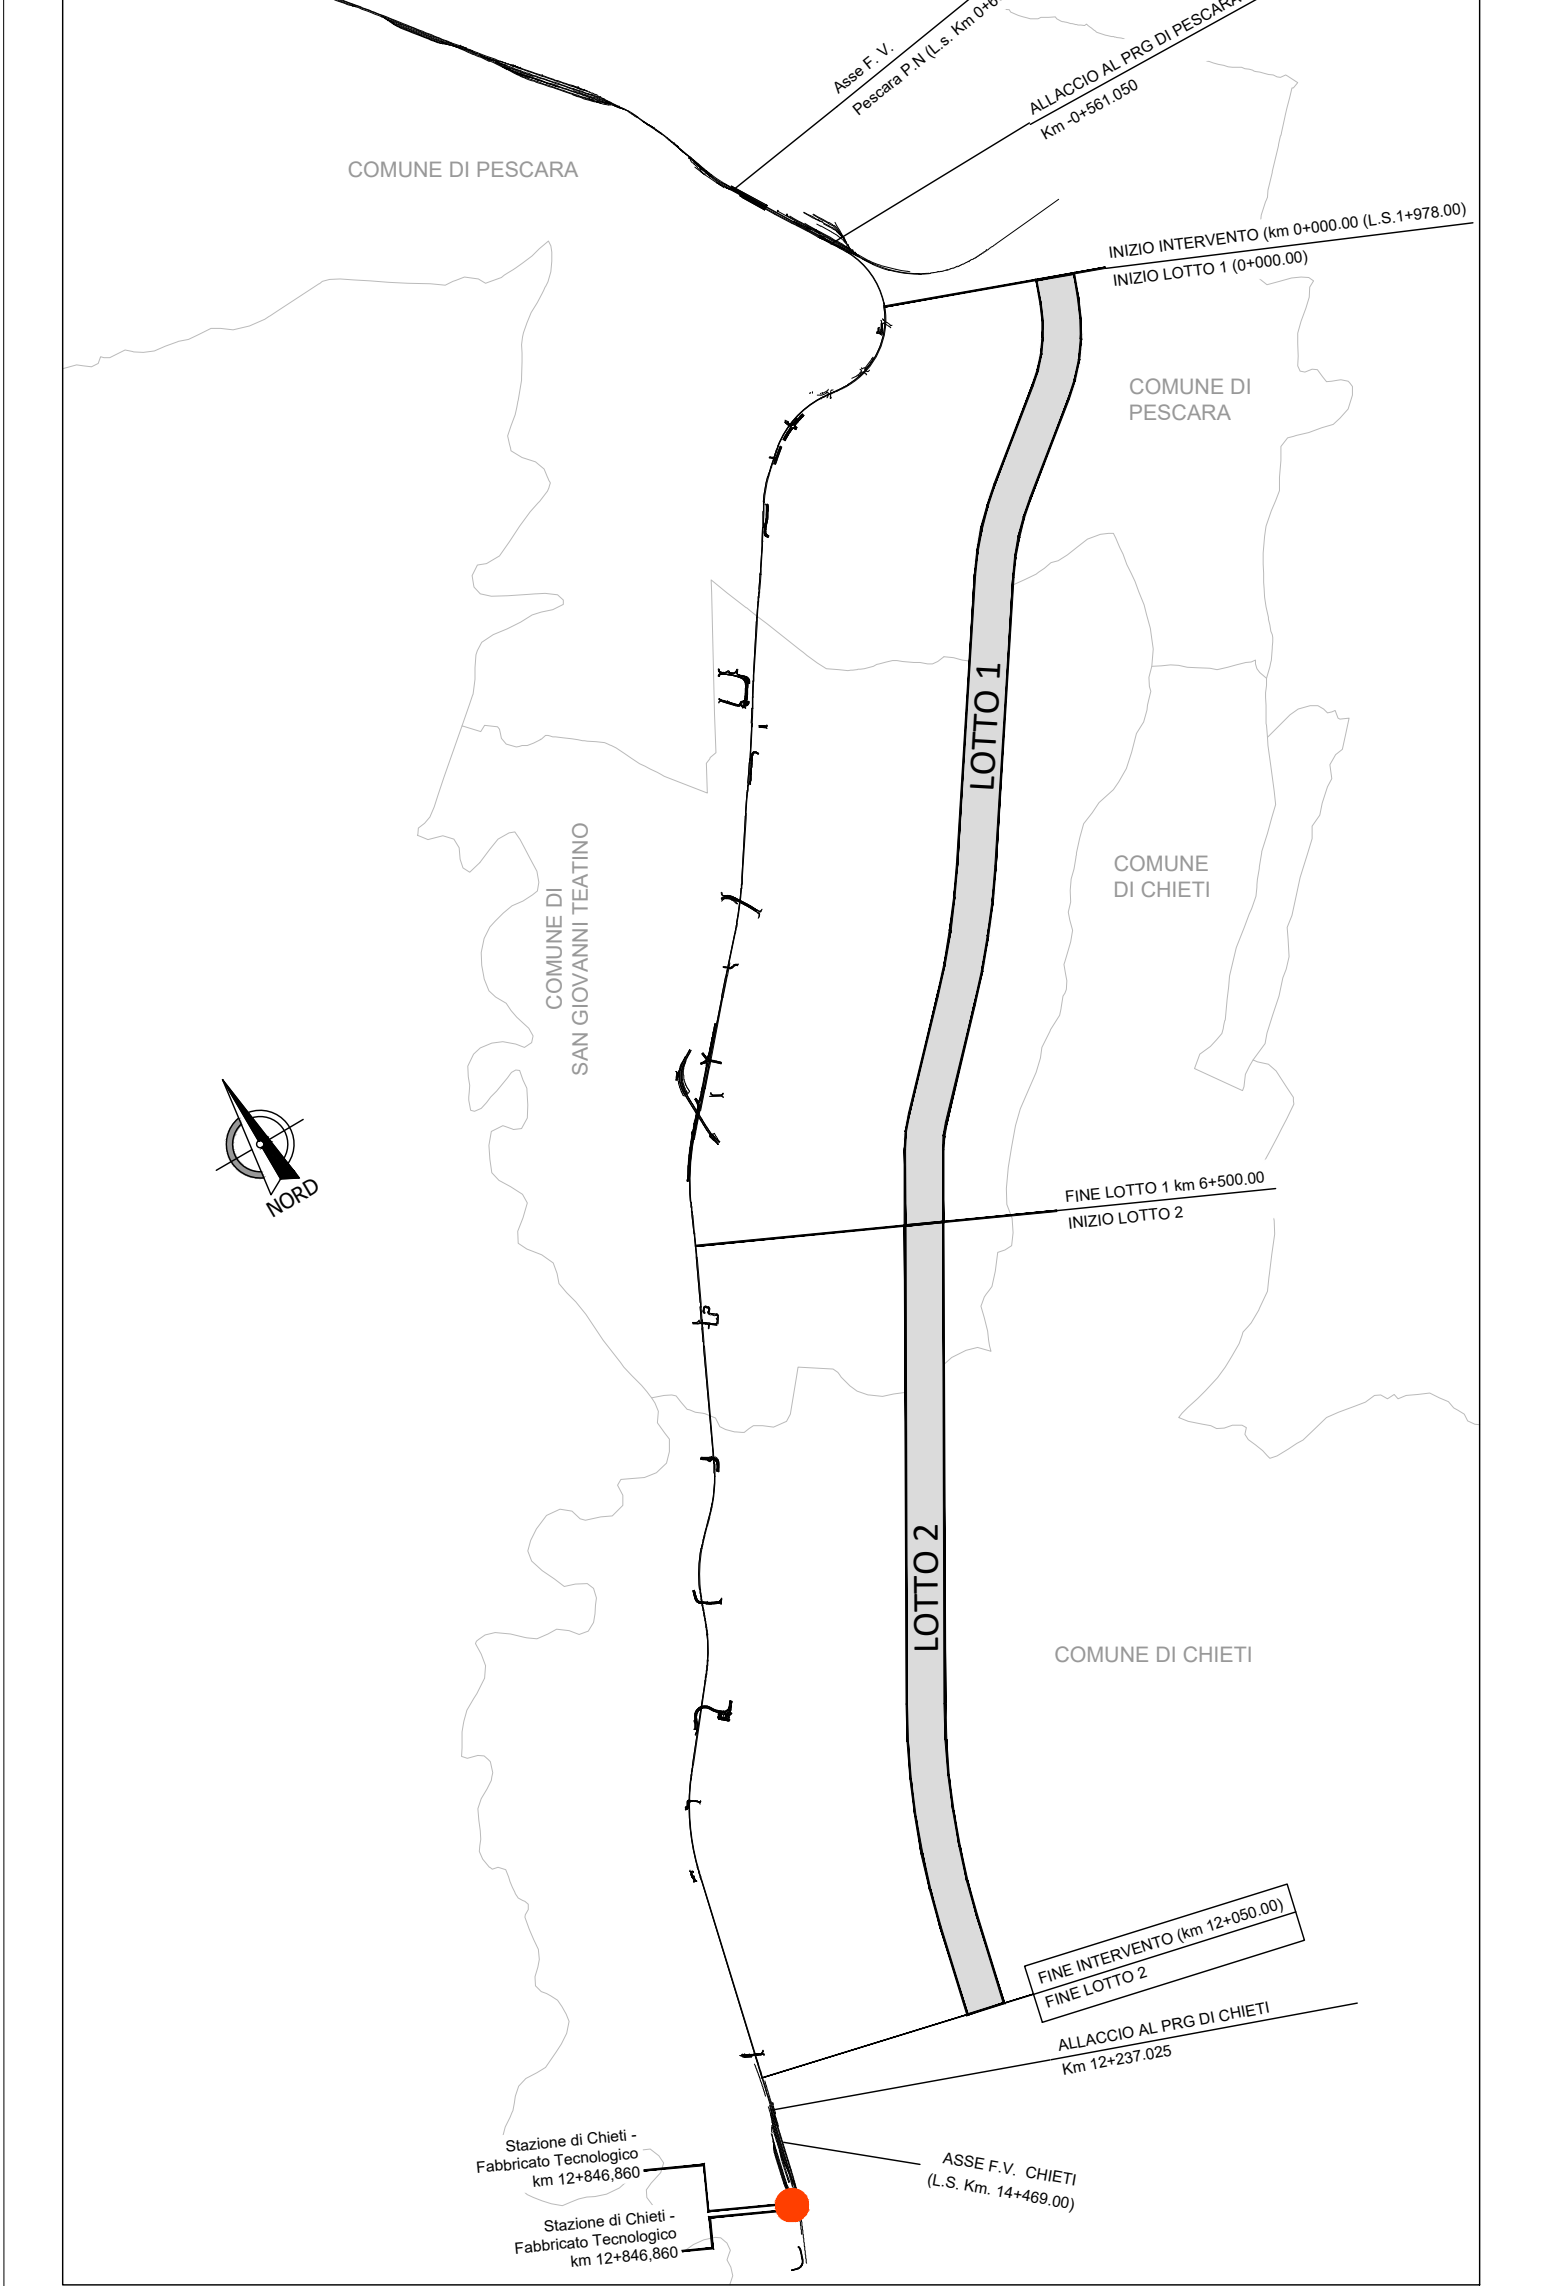 Asse F. V.
Pescara P.N (L.s. Km 0+6
ALLACCIO AL PRG DI PESCARA
Km -0+561.050
COMUNE DI PESCARA
INIZIO INTERVENTO (km 0+000.00 (L.S.1+978.00)
INIZIO LOTTO 1 (0+000.00)
COMUNE DI
PESCARA
LOTTO 1
COMUNE DI
SAN GIOVANNI TEATINO
COMUNE
DI CHIETI
NORD
FINE LOTTO 1 km 6+500.00
INIZIO LOTTO 2
LOTTO 2
COMUNE DI CHIETI
FINE INTERVENTO (km 12+050.00)
FINE LOTTO 2
ALLACCIO AL PRG DI CHIETI
Km 12+237.025
Stazione di Chieti -
Fabbricato Tecnologico
km 12+846,860
ASSE F.V. CHIETI
(L.S. Km. 14+469.00)
Stazione di Chieti -
Fabbricato Tecnologico
km 12+846,860